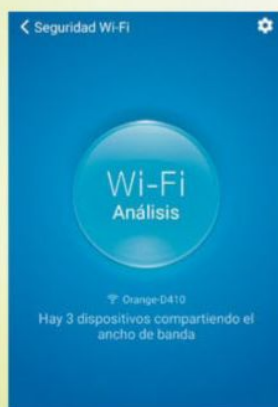 Seguridad Wi-Fi
Wi-Fi
Análisis
Orange-D410
Hay 3 dispositivos compartiendo el
ancho de banda